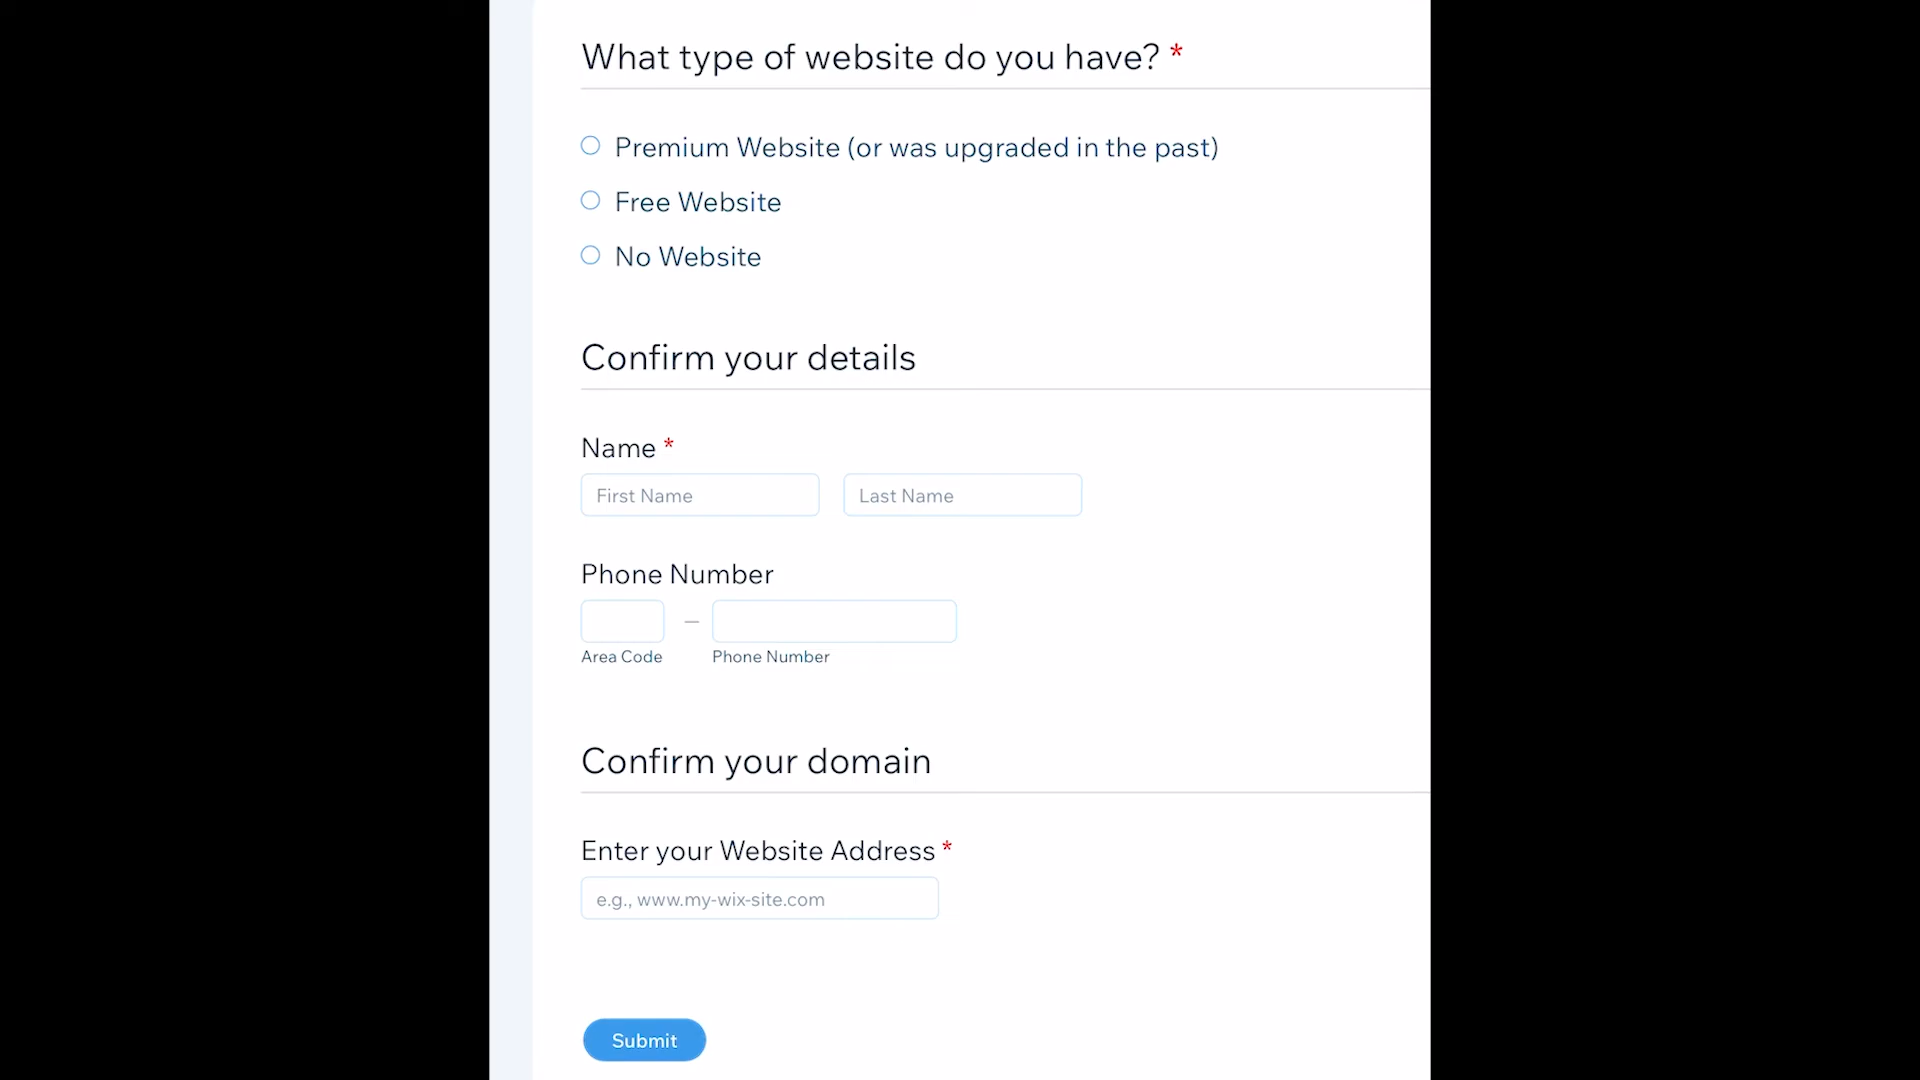 What type of website do you have? *
Premium Website (or was upgraded in the past)
Free Website
No Website
Confirm your details
Name *
First Name Last Name
Phone Number
–
Area Code Phone Number
Confirm your domain
Enter your Website Address *
e.g., www.my-wix-site.com
Submit